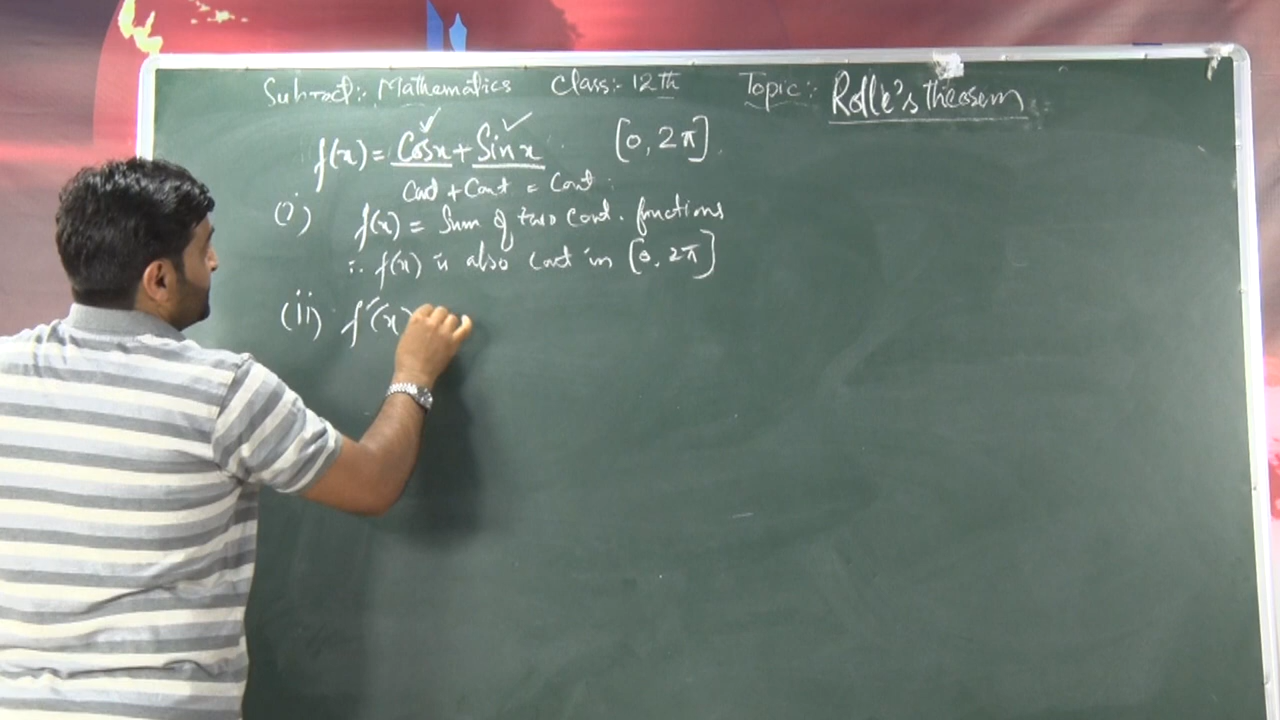 Subject:- Mathematics Class:- 12th Topic:- Rolle's theorem
f(x) = Cosx + Sinx [0, 2π]
Cont + Cont = Cont
(i) f(x) = Sum of two Cont. functions
∴ f(x) is also Cont in [0, 2π]
(ii) f'(x)